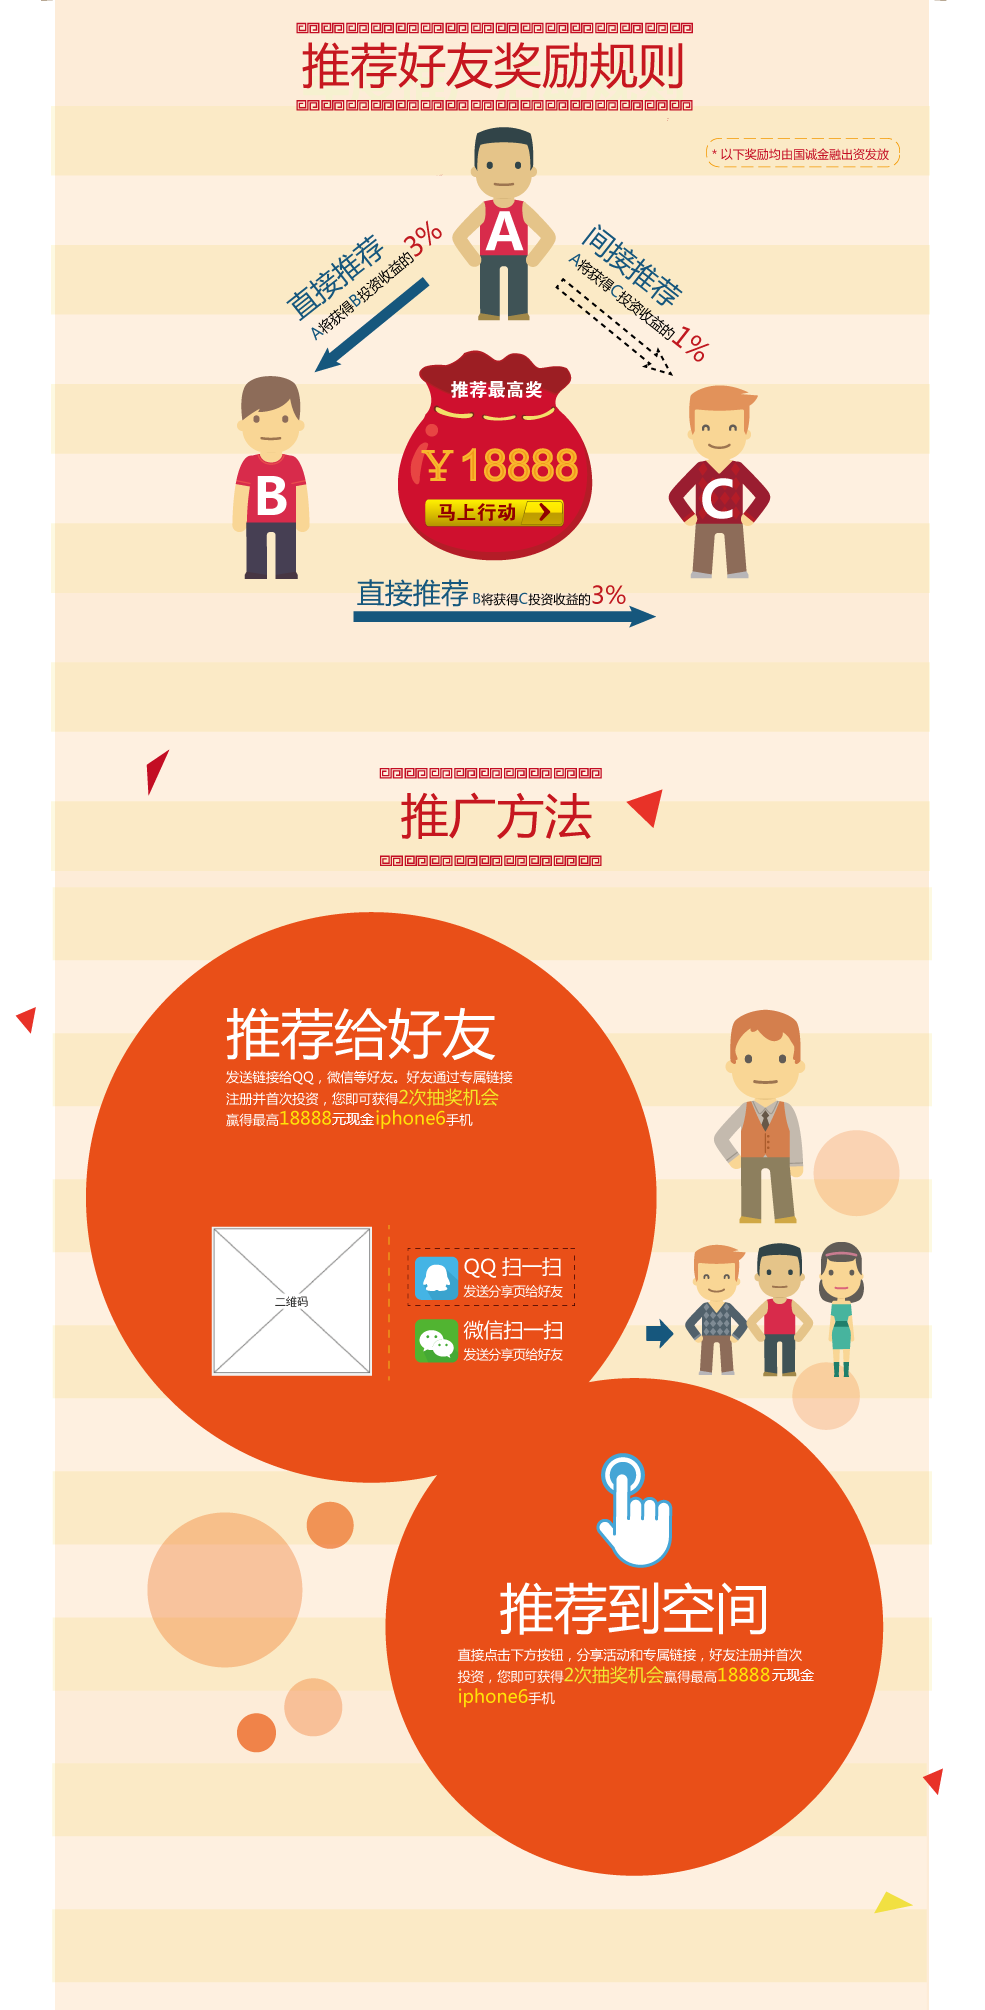 推荐好友奖励规则
* 以下奖励均由国诚金融出资发放
A
直接推荐
A将获得B投资收益的3%
间接推荐
A将获得C投资收益的1%
推荐最高奖
¥18888
马上行动
B
C
直接推荐 B将获得C投资收益的3%
推广方法
推荐给好友
发送链接给QQ，微信等好友。好友通过专属链接
注册并首次投资，您即可获得2次抽奖机会
赢得最高18888元现金iphone6手机
二维码
QQ 扫一扫
发送分享页给好友
微信扫一扫
发送分享页给好友
推荐到空间
直接点击下方按钮，分享活动和专属链接，好友注册并首次
投资，您即可获得2次抽奖机会赢得最高18888元现金
iphone6手机